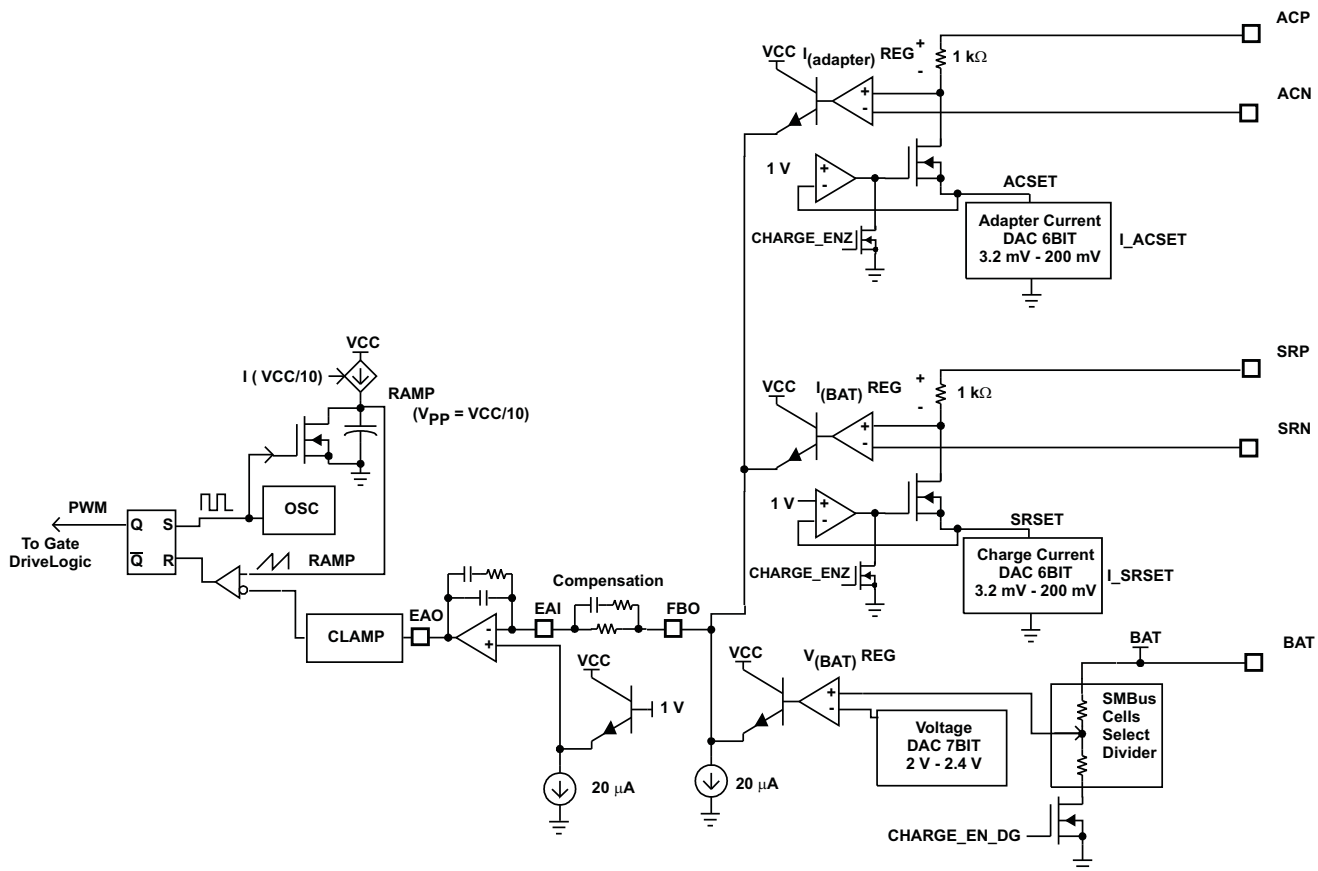 ACP
VCC
I(adapter) REG
+
-
1 kΩ
+
-
ACN
1 V
+
-
ACSET
CHARGE_ENZ
Adapter Current
DAC 6BIT
3.2 mV - 200 mV
I_ACSET
SRP
VCC
I(BAT) REG
+
-
1 kΩ
+
-
SRN
1 V
+
-
SRSET
CHARGE_ENZ
Charge Current
DAC 6BIT
3.2 mV - 200 mV
I_SRSET
VCC
I ( VCC/10)
RAMP
(VPP = VCC/10)
OSC
PWM
To Gate
DriveLogic
Q S
Q R
RAMP
CLAMP
EAO
-
+
EAI
Compensation
FBO
VCC
1 V
20 μA
VCC
20 μA
V(BAT) REG
+
-
Voltage
DAC 7BIT
2 V - 2.4 V
BAT
BAT
SMBus
Cells
Select
Divider
CHARGE_EN_DG